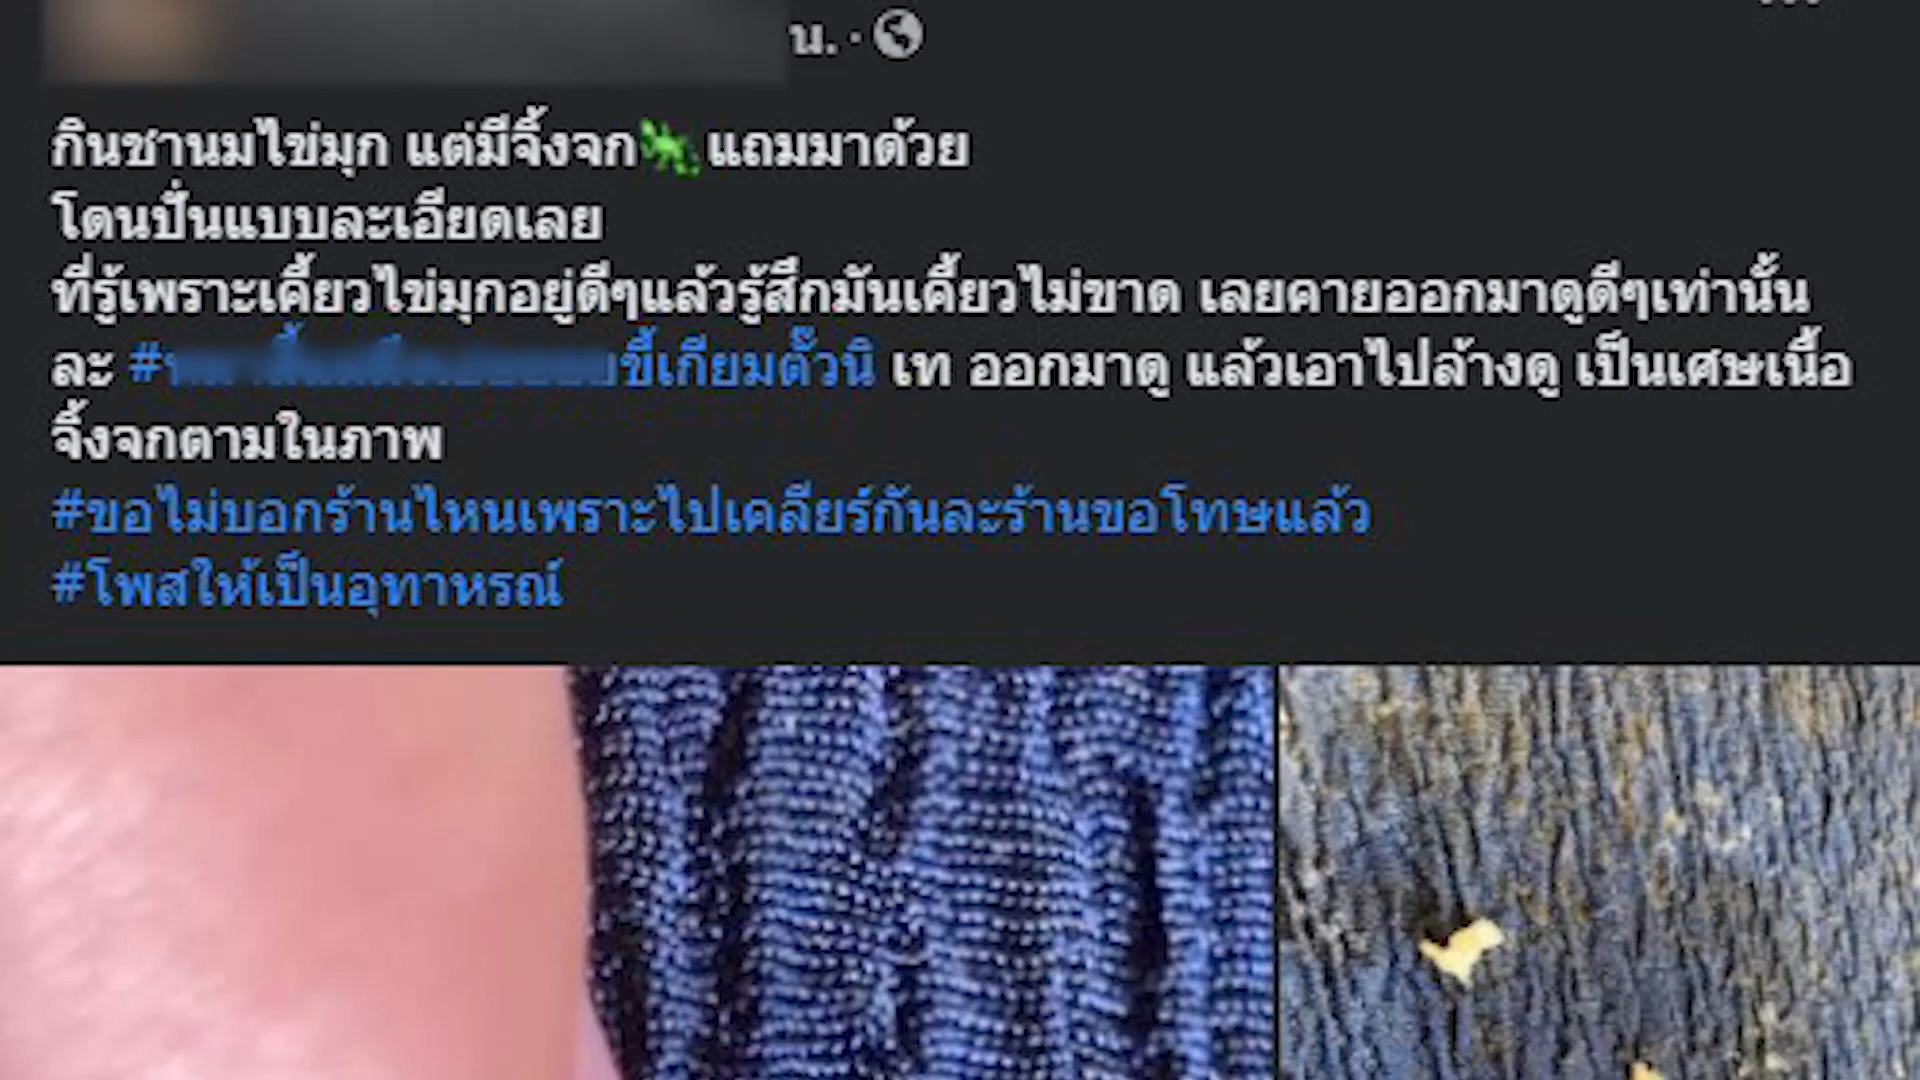 น.
กินชานมไข่มุก แต่มีจิ้งจก🦎แถมมาด้วย
โดนปั่นแบบละเอียดเลย
ที่รู้เพราะเคี้ยวไข่มุกอยู่ดีๆแล้วรู้สึกมันเคี้ยวไม่ขาด เลยคายออกมาดูดีๆเท่านั้น
ละ # ขี้เกียมตั๊วนิ เท ออกมาดู แล้วเอาไปล้างดู เป็นเศษเนื้อ
จิ้งจกตามในภาพ
#ขอไม่บอกร้านไหนเพราะไปเคลียร์กันละร้านขอโทษแล้ว
#โพสให้เป็นอุทาหรณ์